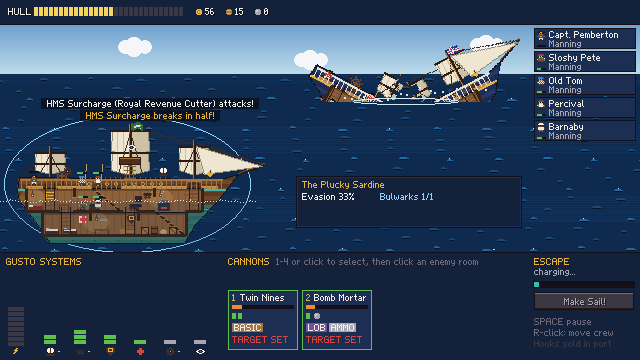 HULL 56 15 0
Capt. Pemberton
Manning
Sloshy Pete
Manning
Old Tom
Manning
Percival
Manning
Barnaby
Manning
HMS Surcharge (Royal Revenue Cutter) attacks!
HMS Surcharge breaks in half!
The Plucky Sardine
Evasion 33% Bulwarks 1/1
GUSTO SYSTEMS
CANNONS 1-4 or click to select, then click an enemy room
1 Twin Nines
BASIC
TARGET SET
2 Bomb Mortar
LOB AMMO
TARGET SET
ESCAPE
charging...
Make Sail!
SPACE pause
R-click: move crew
Hooks sold in port